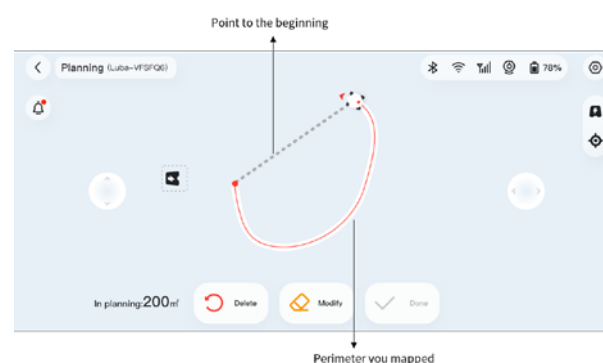 Point to the beginning
Planning (Luba-VFSFQ6)
78%
In planning:200㎡
Delete
Modify
Done
Perimeter you mapped